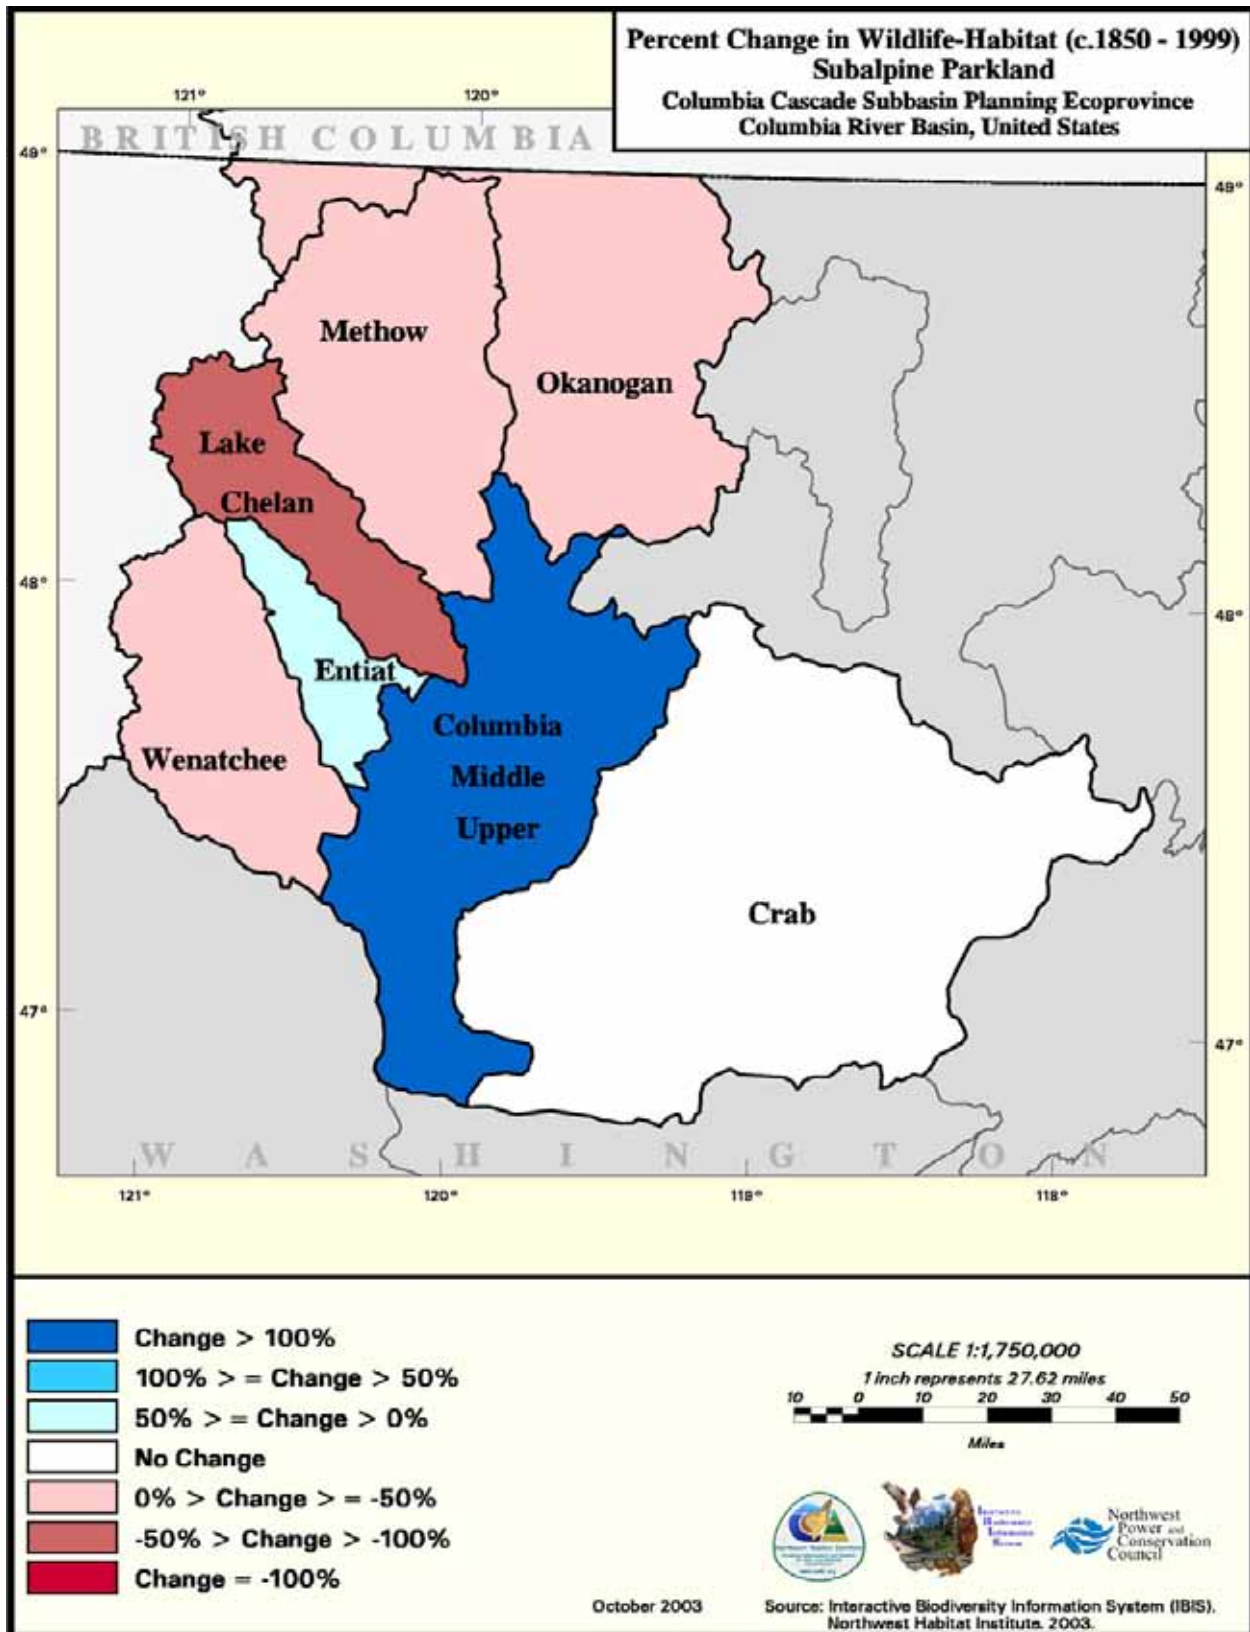 Percent Change in Wildlife-Habitat (c.1850 - 1999)
Subalpine Parkland
Columbia Cascade Subbasin Planning Ecoprovince
Columbia River Basin, United States
121°
120°
BRITISH COLUMBIA
49°
49°
Methow
Okanogan
Lake
Chelan
48°
48°
Entiat
Columbia
Wenatchee
Middle
Upper
Crab
47°
47°
WASHINGTON
121°
120°
119°
118°
Change > 100%
100% > = Change > 50%
50% > = Change > 0%
No Change
0% > Change > = -50%
-50% > Change > -100%
Change = -100%
SCALE 1:1,750,000
1 inch represents 27.62 miles
10 0 10 20 30 40 50
Miles
Northwest
Power and
Conservation
Council
October 2003
Source: Interactive Biodiversity Information System (IBIS).
Northwest Habitat Institute. 2003.